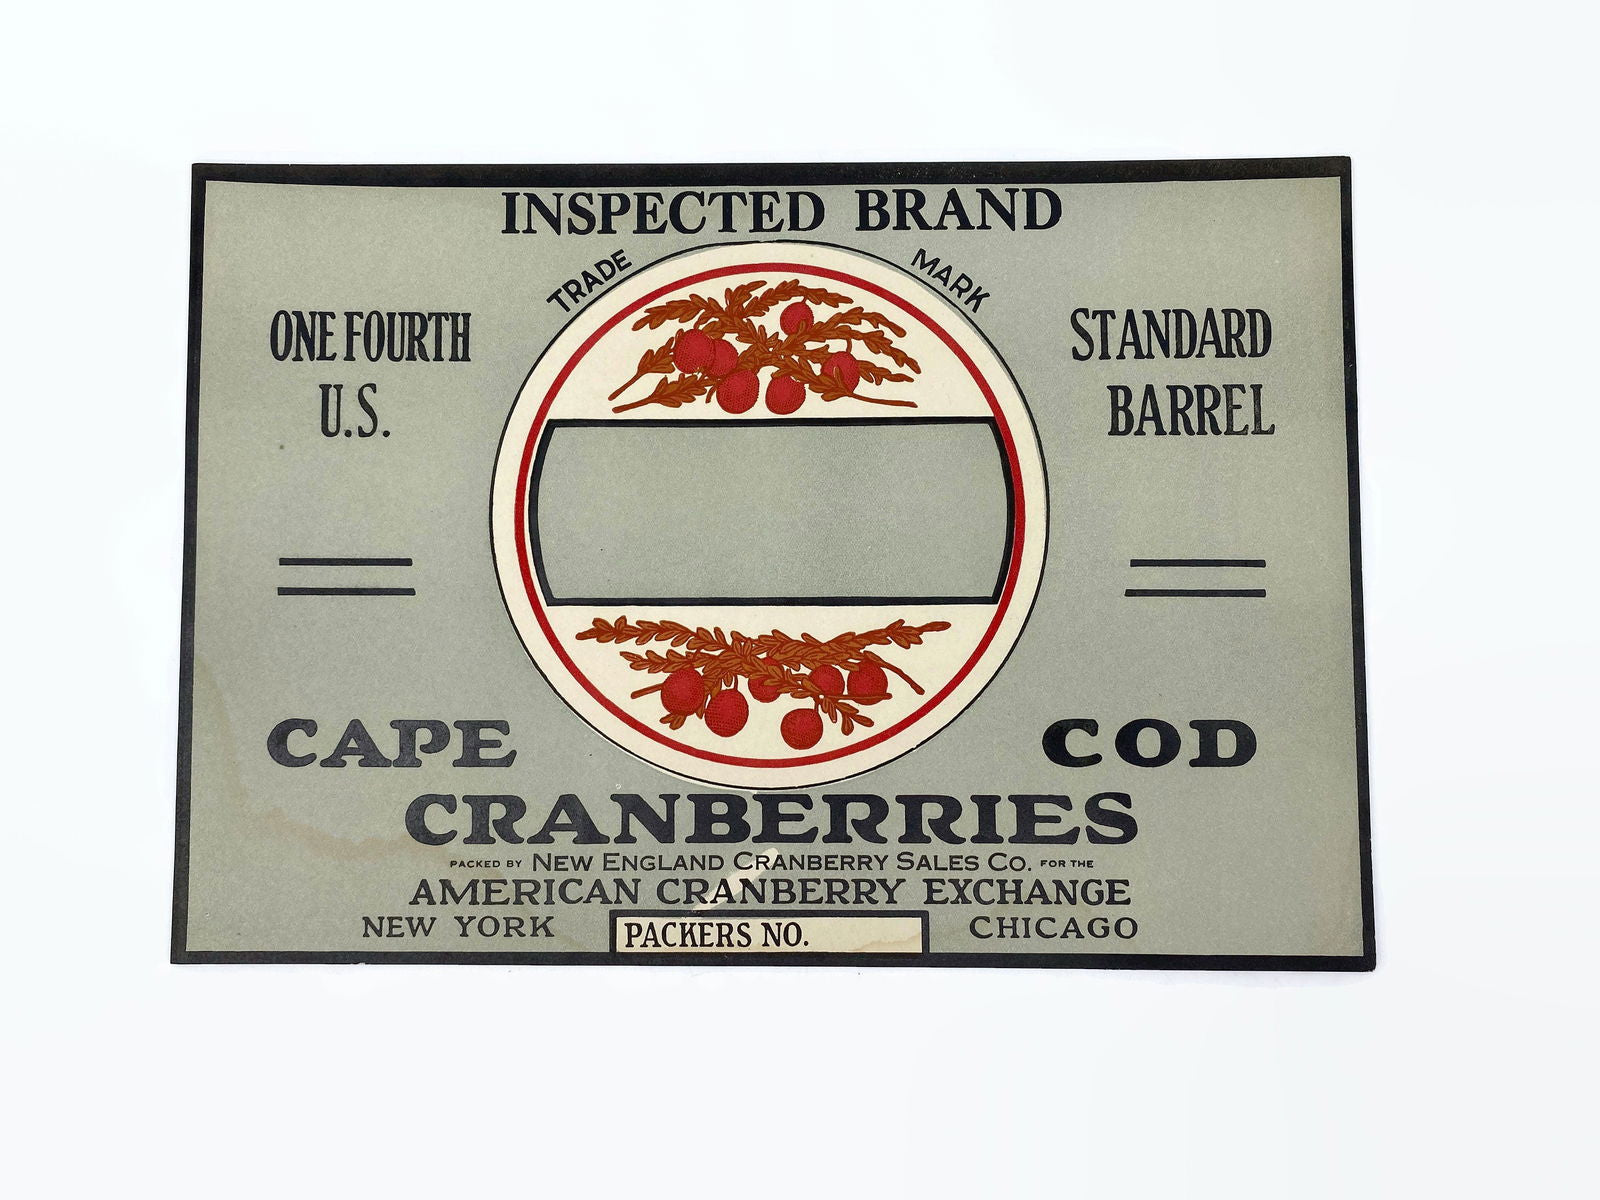 INSPECTED BRAND
TRADE MARK
ONE FOURTH
U.S.
STANDARD
BARREL
CAPE COD
CRANBERRIES
PACKED BY NEW ENGLAND CRANBERRY SALES CO. FOR THE
AMERICAN CRANBERRY EXCHANGE
NEW YORK CHICAGO
PACKERS NO.